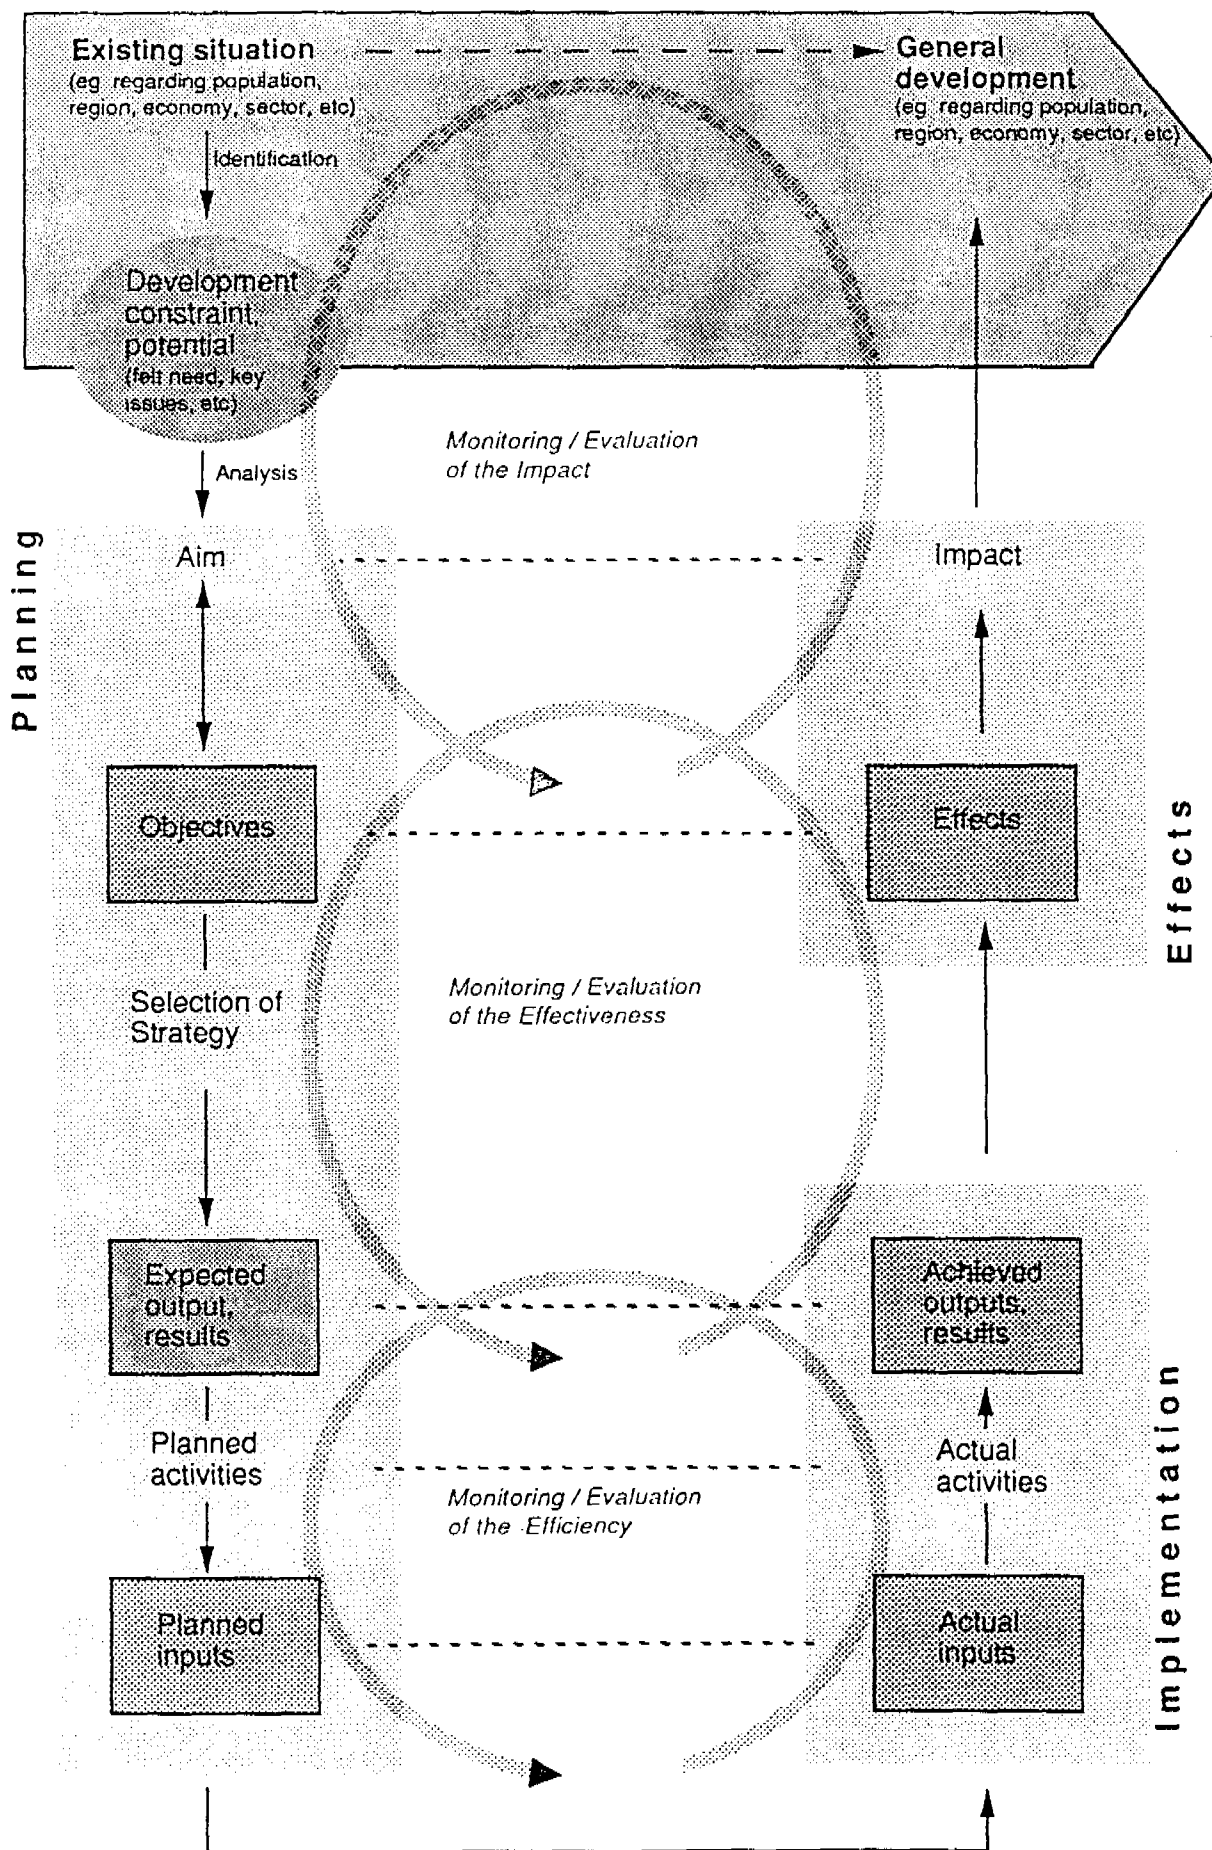 Existing situation
(eg regarding population,
region, economy, sector, etc)
General
development
(eg regarding population,
region, economy, sector, etc)
Identification
Development
constraint,
potential
(felt need, key
issues, etc)
Analysis
Monitoring / Evaluation
of the Impact
Planning
Aim
Impact
Objectives
Effects
Effects
Selection of
Strategy
Monitoring / Evaluation
of the Effectiveness
Expected
output,
results
Achieved
outputs,
results
Planned
activities
Actual
activities
Monitoring / Evaluation
of the Efficiency
Implementation
Planned
inputs
Actual
inputs